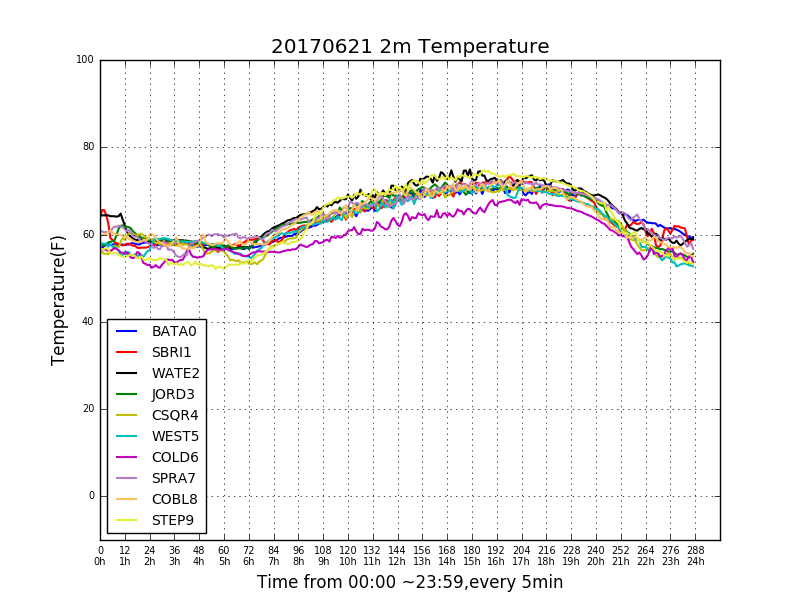 20170621 2m Temperature
100
80
60
40
20
0
Temperature(F)
BATA0
SBRI1
WATE2
JORD3
CSQR4
WEST5
COLD6
SPRA7
COBL8
STEP9
0 12 24 36 48 60 72 84 96 108 120 132 144 156 168 180 192 204 216 228 240 252 264 276 288
0h 1h 2h 3h 4h 5h 6h 7h 8h 9h 10h 11h 12h 13h 14h 15h 16h 17h 18h 19h 20h 21h 22h 23h 24h
Time from 00:00 ~23:59,every 5min